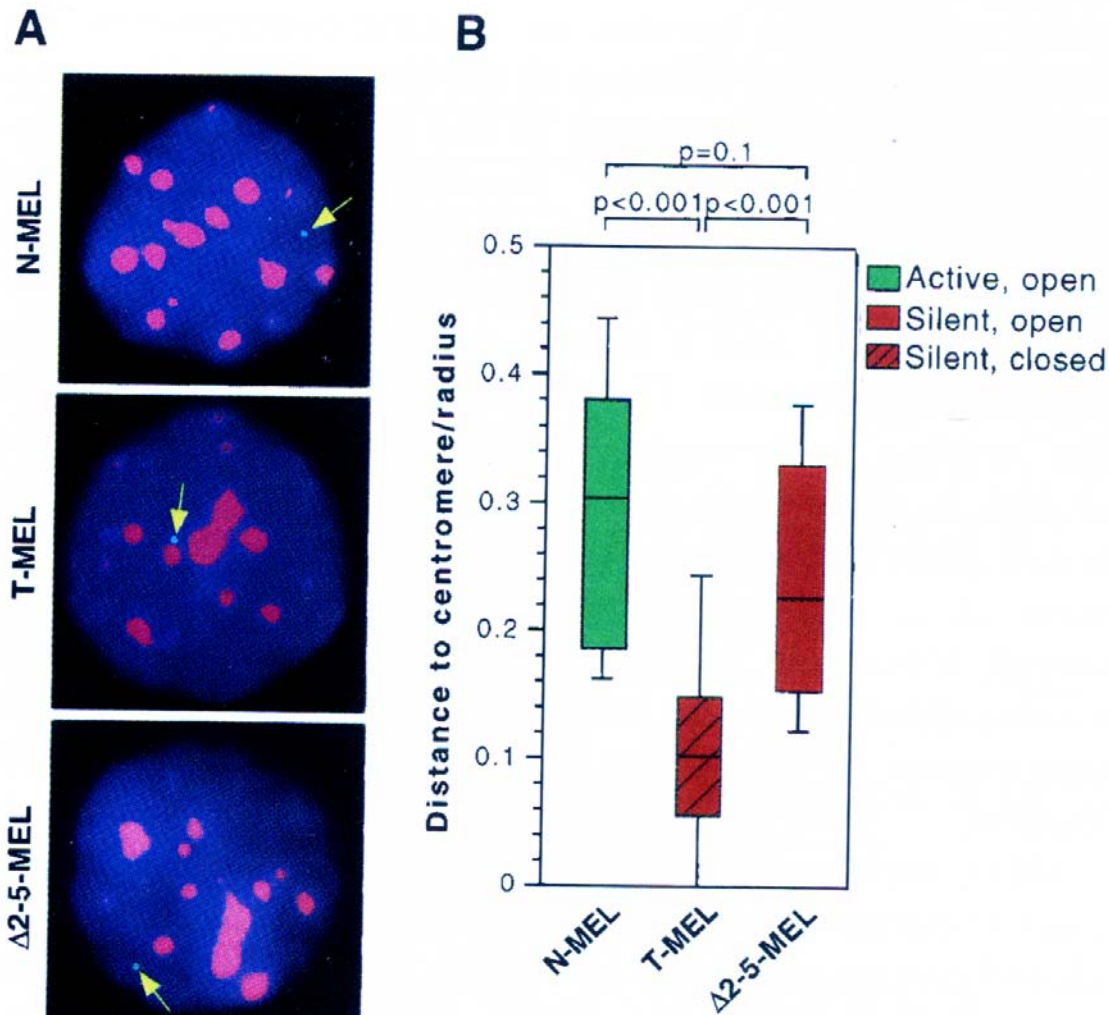 A
B
N-MEL
T-MEL
Δ2-5-MEL
p=0.1
p<0.001
p<0.001
Distance to centromere/radius
0.5
0.4
0.3
0.2
0.1
0
N-MEL
T-MEL
Δ2-5-MEL
Active, open
Silent, open
Silent, closed